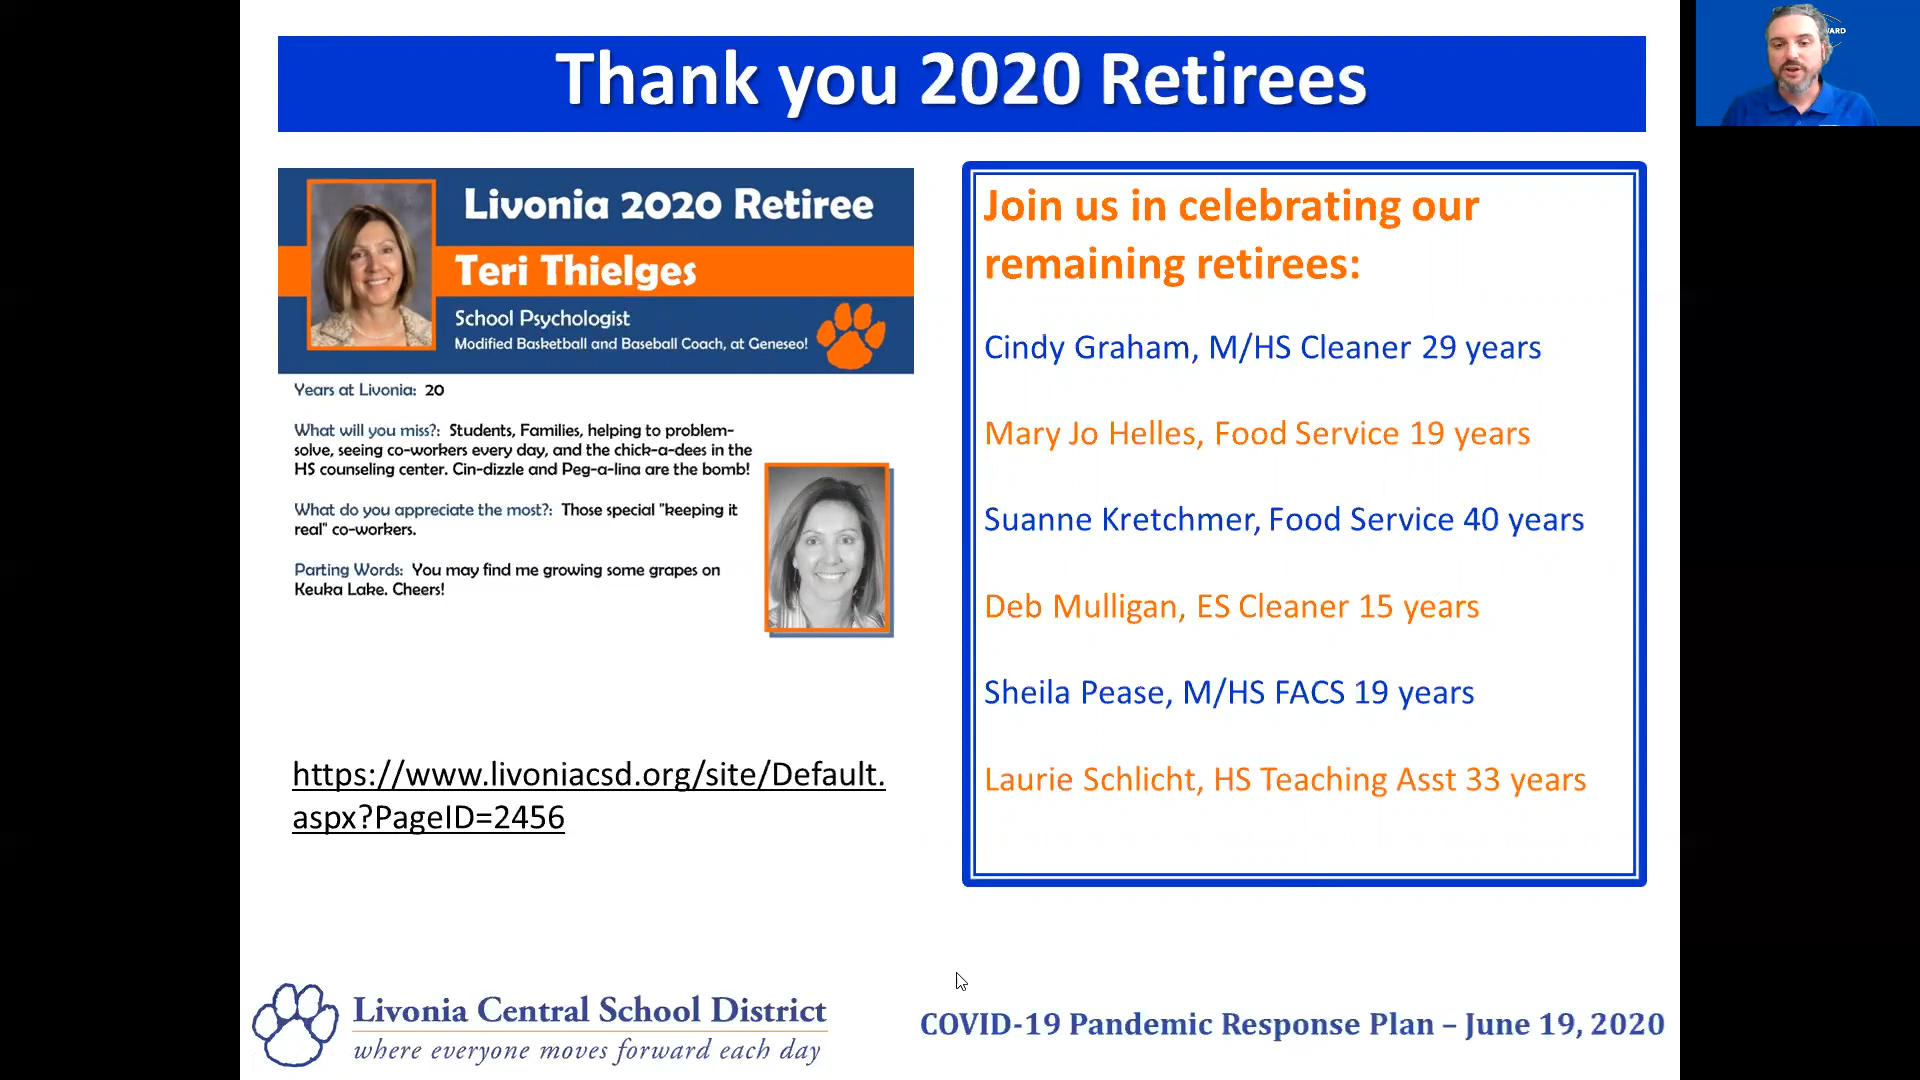 Thank you 2020 Retirees
WARD
Livonia 2020 Retiree
Teri Thielges
School Psychologist
Modified Basketball and Baseball Coach, at Geneseo!
Years at Livonia: 20
What will you miss?: Students, Families, helping to problem-
solve, seeing co-workers every day, and the chick-a-dees in the
HS counseling center. Cin-dizzle and Peg-a-lina are the bomb!
What do you appreciate the most?: Those special "keeping it
real" co-workers.
Parting Words: You may find me growing some grapes on
Keuka Lake. Cheers!
https://www.livoniacsd.org/site/Default.
aspx?PageID=2456
Join us in celebrating our
remaining retirees:
Cindy Graham, M/HS Cleaner 29 years
Mary Jo Helles, Food Service 19 years
Suanne Kretchmer, Food Service 40 years
Deb Mulligan, ES Cleaner 15 years
Sheila Pease, M/HS FACS 19 years
Laurie Schlicht, HS Teaching Asst 33 years
Livonia Central School District
where everyone moves forward each day
COVID-19 Pandemic Response Plan – June 19, 2020